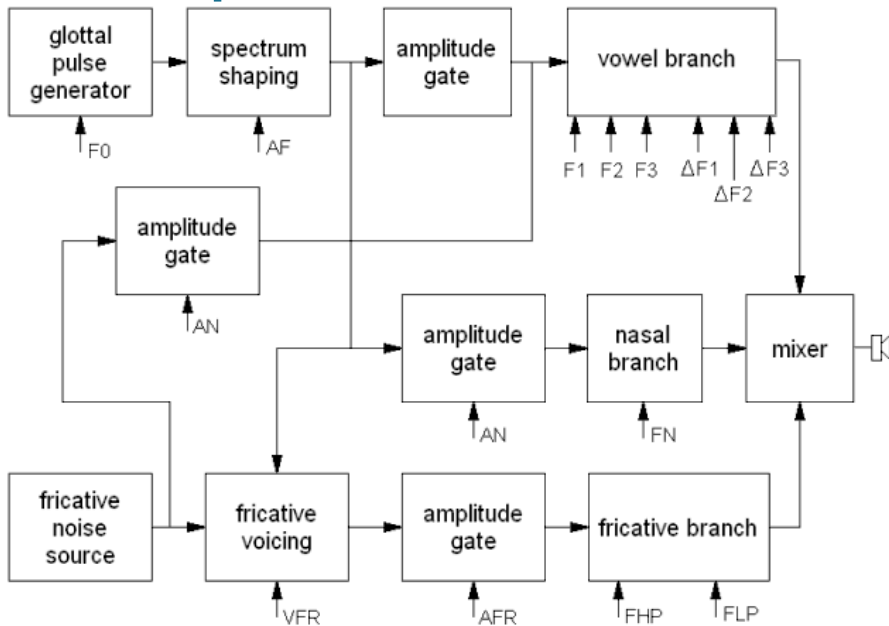 glottal
pulse
generator
spectrum
shaping
amplitude
gate
vowel branch
F0
AF
F1 F2 F3 ΔF1 ΔF2 ΔF3
amplitude
gate
AN
amplitude
gate
nasal
branch
mixer
AN
FN
fricative
noise
source
fricative
voicing
amplitude
gate
fricative branch
VFR
AFR
FHP
FLP